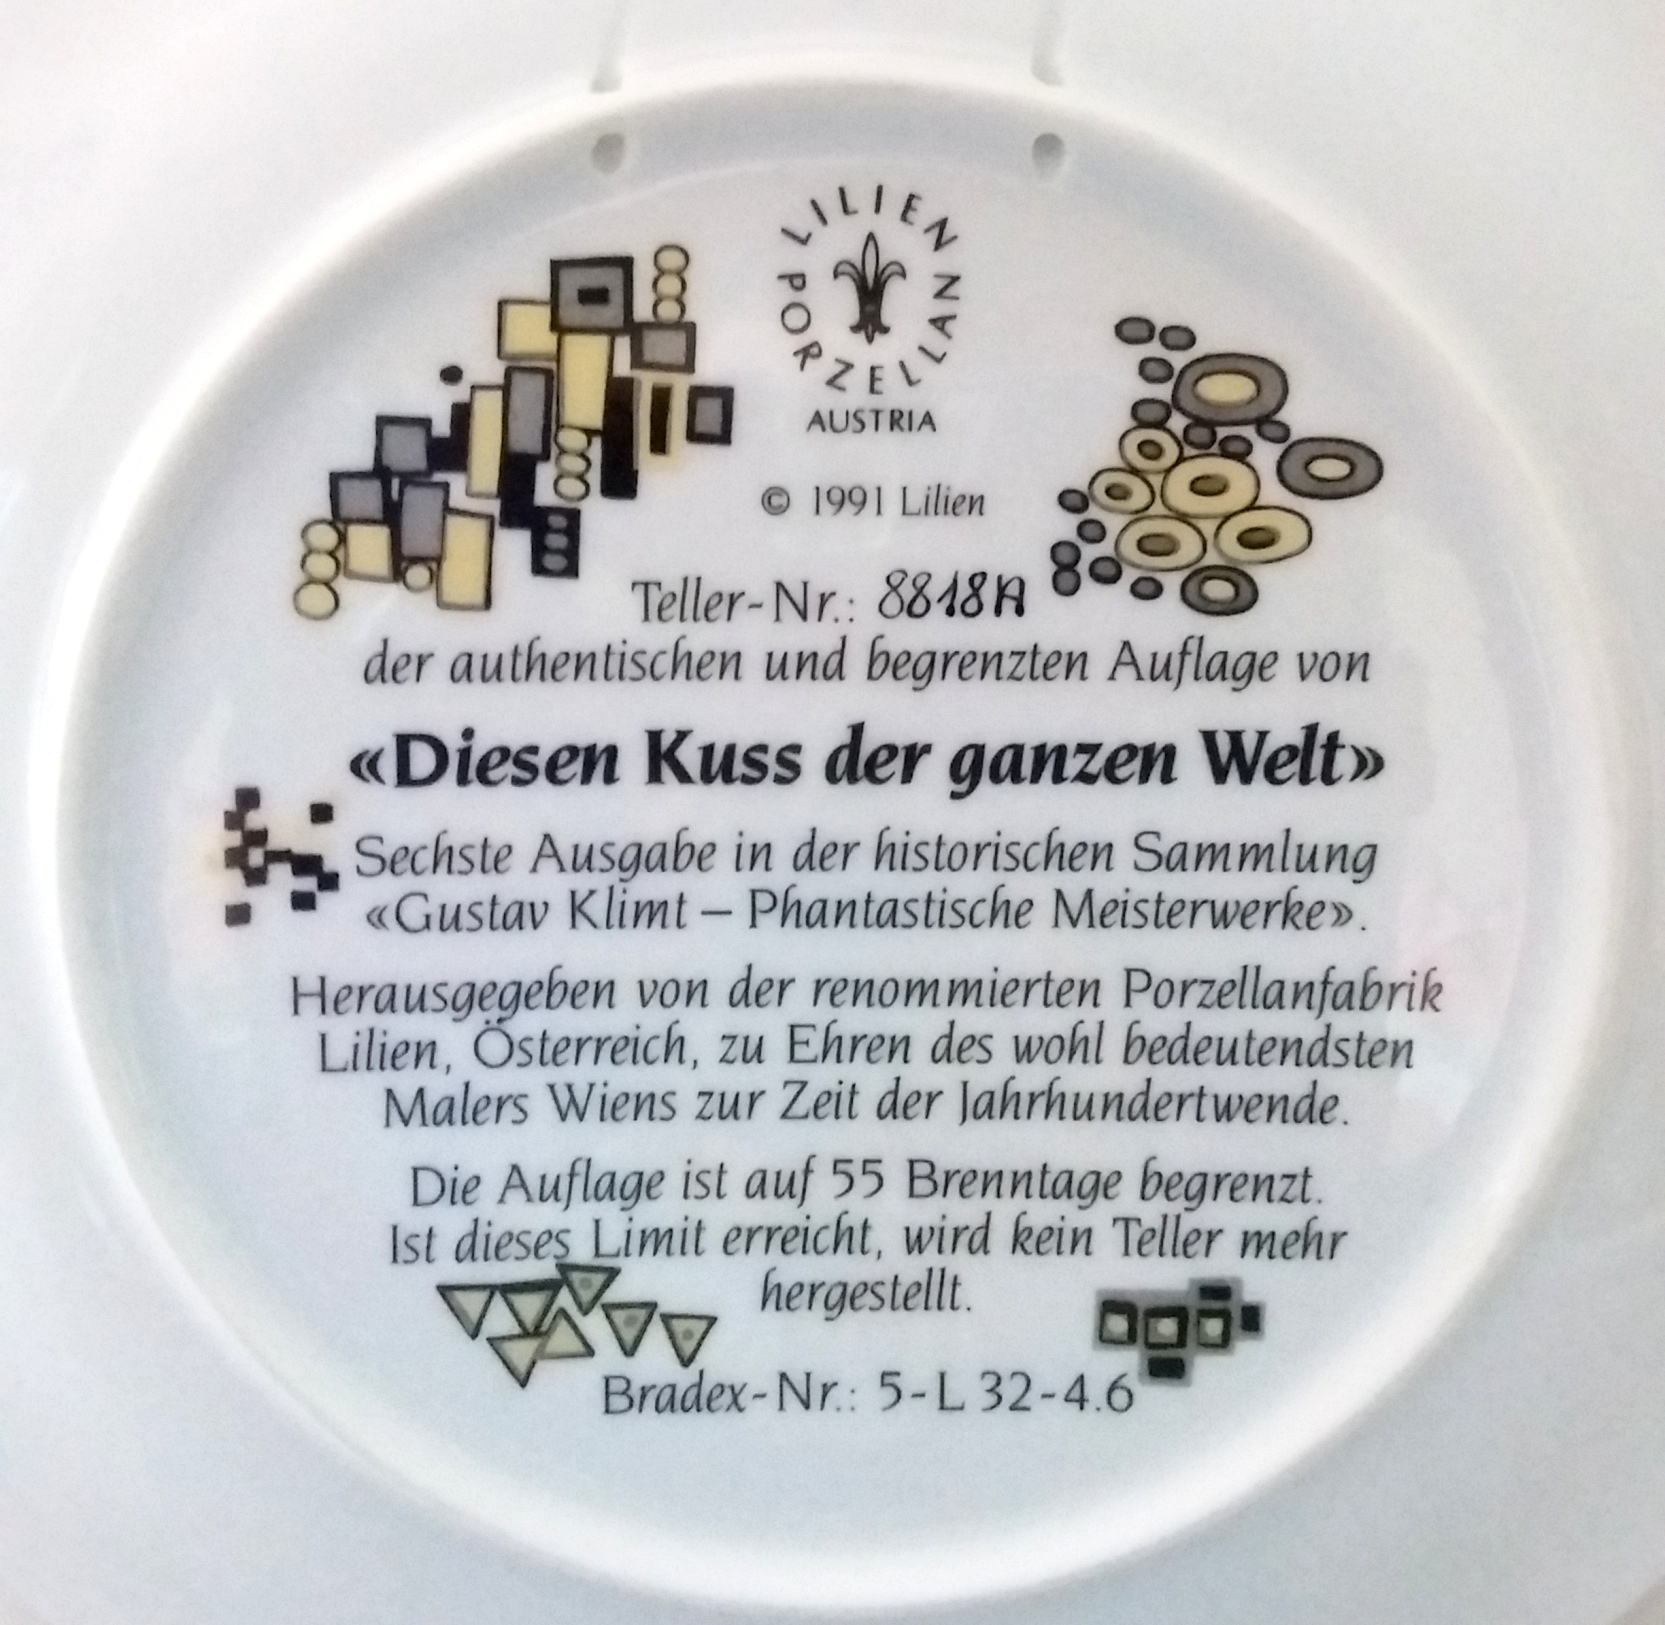 LILIEN PORZELLAN
AUSTRIA
© 1991 Lilien
Teller-Nr.: 8818A
der authentischen und begrenzten Auflage von
«Diesen Kuss der ganzen Welt»
Sechste Ausgabe in der historischen Sammlung
«Gustav Klimt – Phantastische Meisterwerke».
Herausgegeben von der renommierten Porzellanfabrik
Lilien, Österreich, zu Ehren des wohl bedeutendsten
Malers Wiens zur Zeit der Jahrhundertwende.
Die Auflage ist auf 55 Brenntage begrenzt.
Ist dieses Limit erreicht, wird kein Teller mehr
hergestellt.
Bradex-Nr.: 5-L 32-4.6